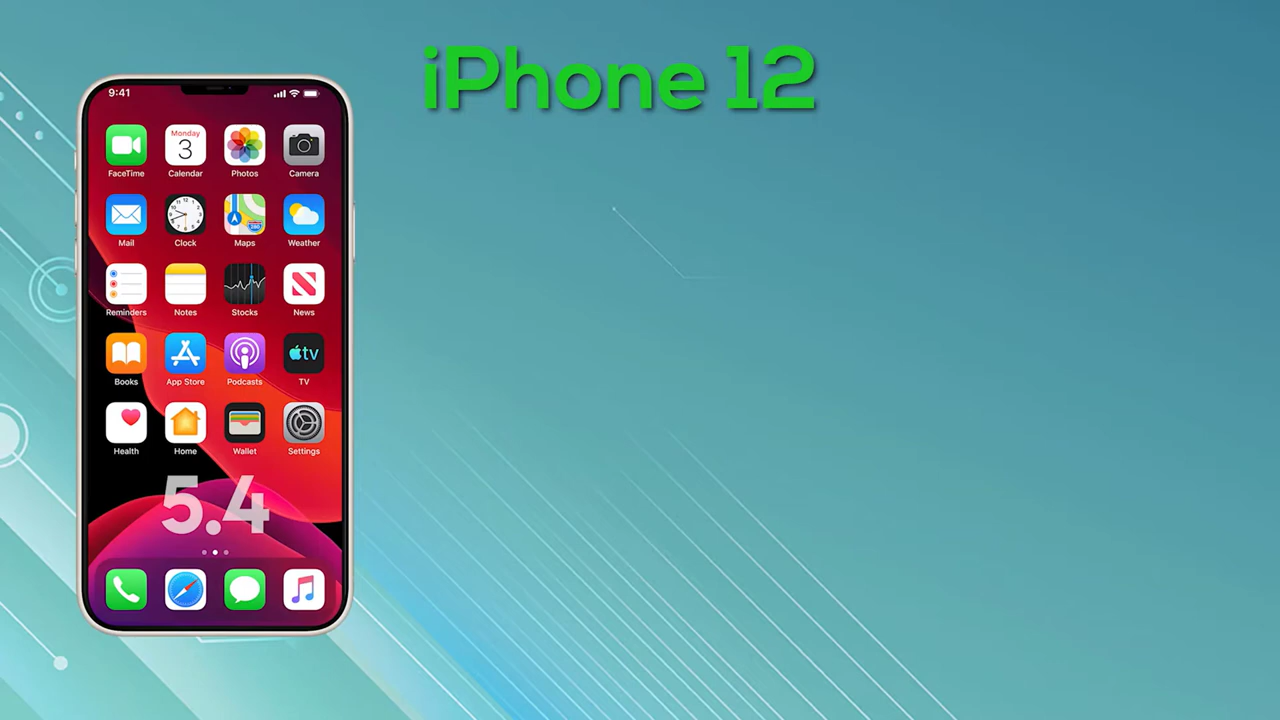 iPhone 12
9:41
Monday
3
FaceTime Calendar Photos Camera
Mail Clock Maps Weather
Reminders Notes Stocks News
tv
Books App Store Podcasts TV
Health Home Wallet Settings
5.4